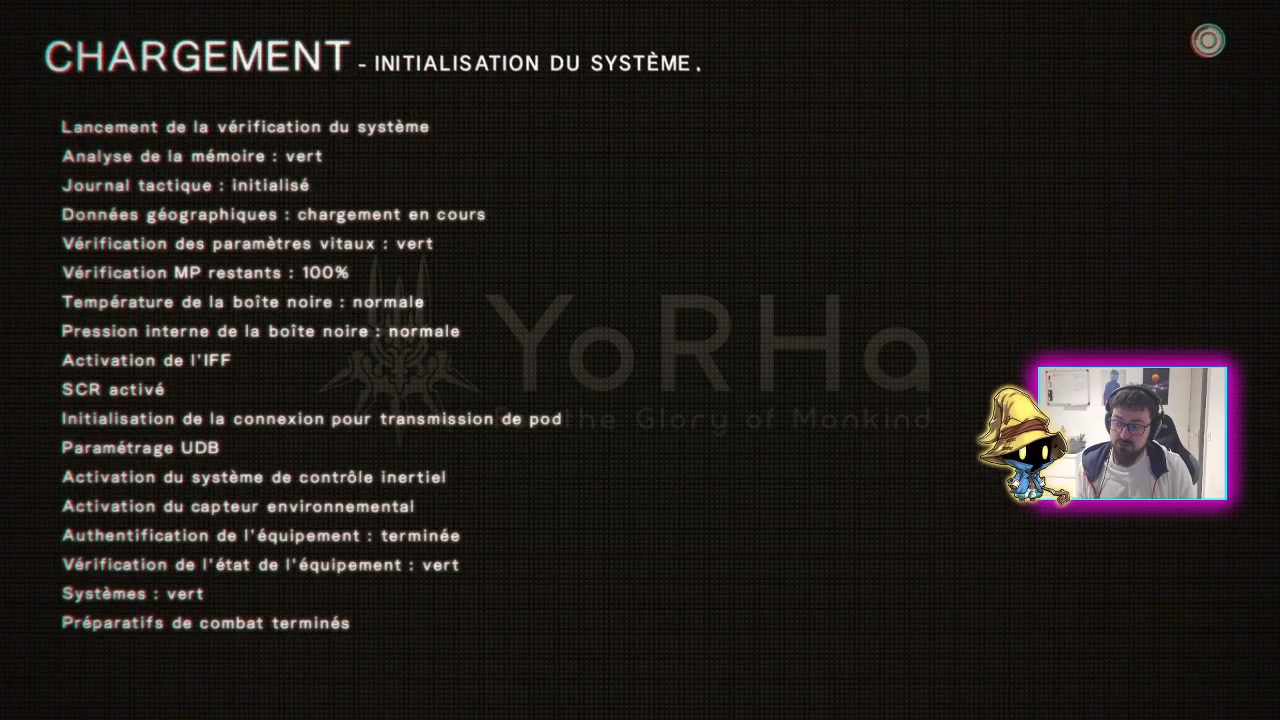 CHARGEMENT - INITIALISATION DU SYSTÈME.
Lancement de la vérification du système
Analyse de la mémoire : vert
Journal tactique : initialisé
Données géographiques : chargement en cours
Vérification des paramètres vitaux : vert
Vérification MP restants : 100%
Température de la boîte noire : normale
Pression interne de la boîte noire : normale
Activation de l'IFF
SCR activé
Initialisation de la connexion pour transmission de pod
Paramétrage UDB
Activation du système de contrôle inertiel
Activation du capteur environnemental
Authentification de l'équipement : terminée
Vérification de l'état de l'équipement : vert
Systèmes : vert
Préparatifs de combat terminés
YoRHa
Glory of Mankind